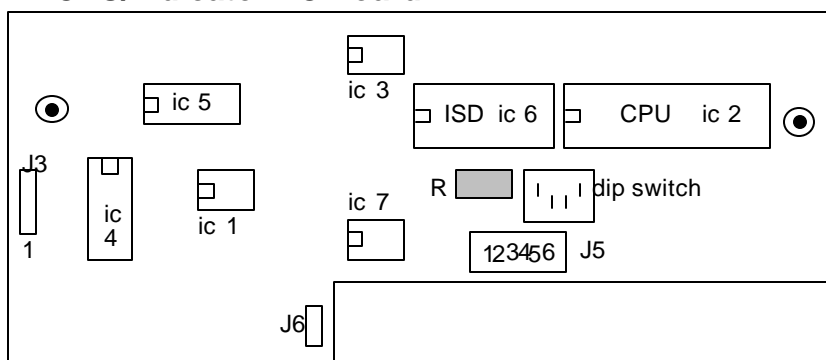 ic 3
ic 5
ISD ic 6
CPU ic 2
J3
R
dip switch
ic 7
ic
4
ic 1
1
123456
J5
J6